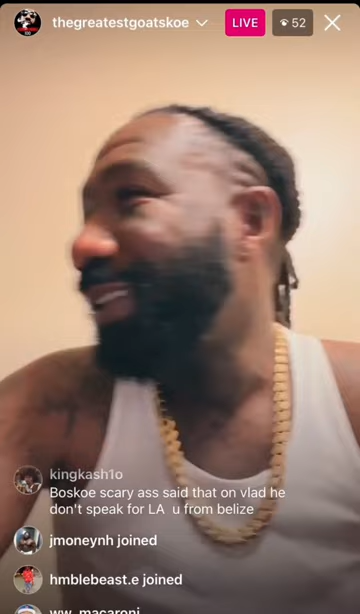 thegreatestgoatskoe
LIVE
52
kingkash1o
Boskoe scary ass said that on vlad he
don't speak for LA u from belize
jmoneynh joined
hmblebeast.e joined
ww_macaroni